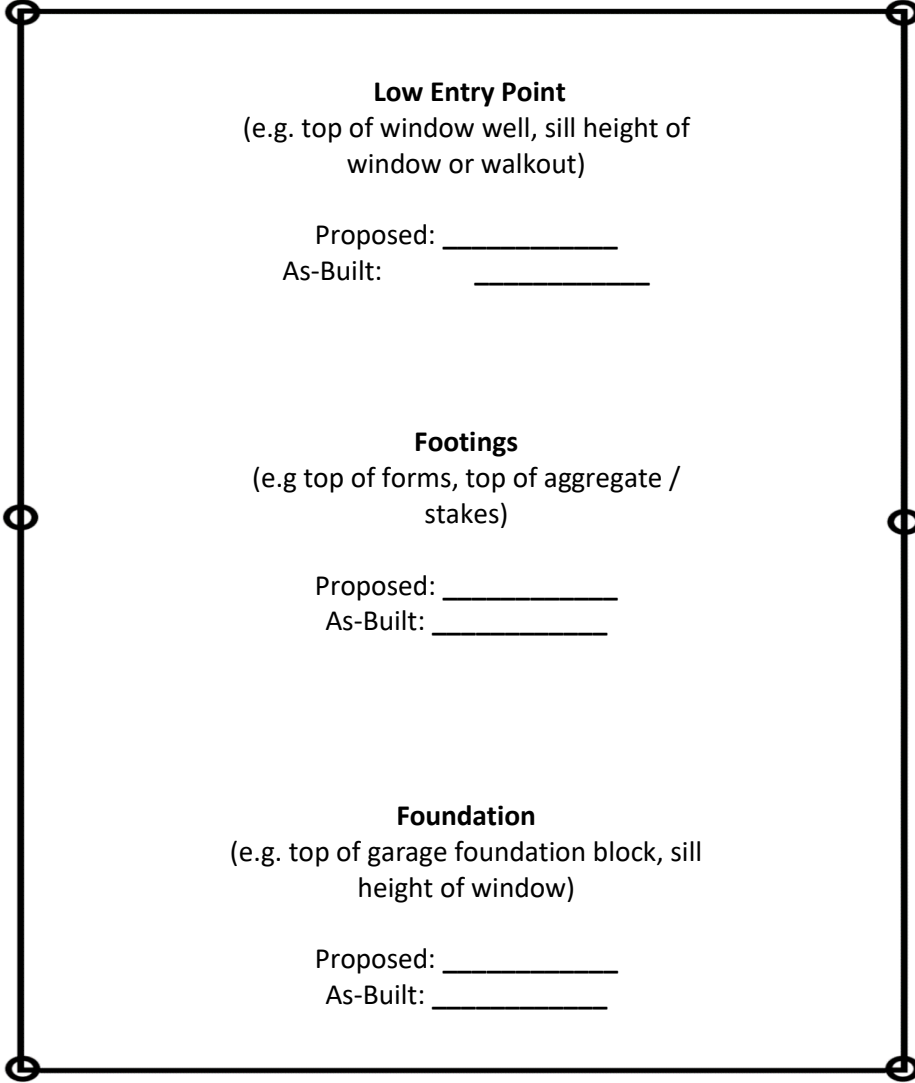 Low Entry Point
(e.g. top of window well, sill height of
window or walkout)
Proposed: ____________
As-Built: ____________
Footings
(e.g top of forms, top of aggregate /
stakes)
Proposed: ____________
As-Built: ____________
Foundation
(e.g. top of garage foundation block, sill
height of window)
Proposed: ____________
As-Built: __________